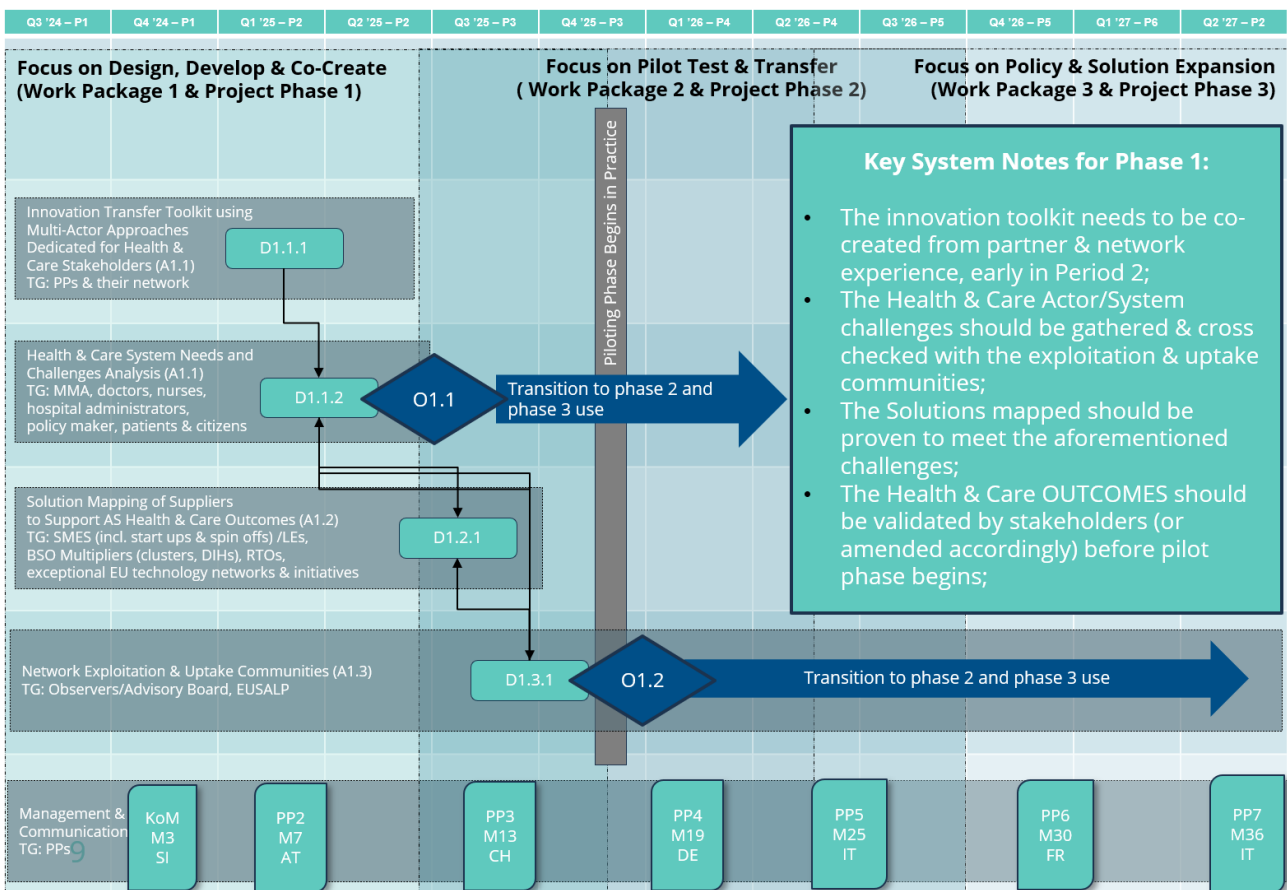 Q3 '24 – P1
Q4 '24 – P1
Q1 '25 – P2
Q2 '25 – P2
Q3 '25 – P3
Q4 '25 – P3
Q1 '26 – P4
Q2 '26 – P4
Q3 '26 – P5
Q4 '26 – P5
Q1 '27 – P6
Q2 '27 – P2
Focus on Design, Develop & Co-Create
(Work Package 1 & Project Phase 1)
Focus on Pilot Test & Transfer
( Work Package 2 & Project Phase 2)
Focus on Policy & Solution Expansion
(Work Package 3 & Project Phase 3)
Piloting Phase Begins in Practice
Key System Notes for Phase 1:
• The innovation toolkit needs to be co-
created from partner & network
experience, early in Period 2;
• The Health & Care Actor/System
challenges should be gathered & cross
checked with the exploitation & uptake
communities;
• The Solutions mapped should be
proven to meet the aforementioned
challenges;
• The Health & Care OUTCOMES should
be validated by stakeholders (or
amended accordingly) before pilot
phase begins;
Innovation Transfer Toolkit using
Multi-Actor Approaches
Dedicated for Health &
Care Stakeholders (A1.1)
TG: PPs & their network
D1.1.1
Health & Care System Needs and
Challenges Analysis (A1.1)
TG: MMA, doctors, nurses,
hospital administrators,
policy maker, patients & citizens
D1.1.2
O1.1
Transition to phase 2 and
phase 3 use
Solution Mapping of Suppliers
to Support AS Health & Care Outcomes (A1.2)
TG: SMES (incl. start ups & spin offs) /LEs,
BSO Multipliers (clusters, DIHs), RTOs,
exceptional EU technology networks & initiatives
D1.2.1
Network Exploitation & Uptake Communities (A1.3)
TG: Observers/Advisory Board, EUSALP
D1.3.1
O1.2
Transition to phase 2 and phase 3 use
Management &
Communication
TG: PPs
9
KoM
M3
SI
PP2
M7
AT
PP3
M13
CH
PP4
M19
DE
PP5
M25
IT
PP6
M30
FR
PP7
M36
IT